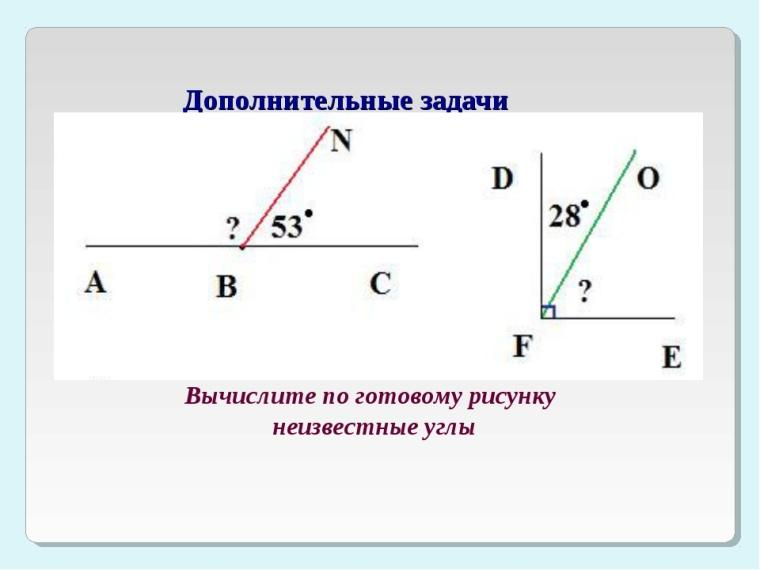 Дополнительные задачи
N
? 53°
A B C
D O
28°
?
F E
Вычислите по готовому рисунку
неизвестные углы